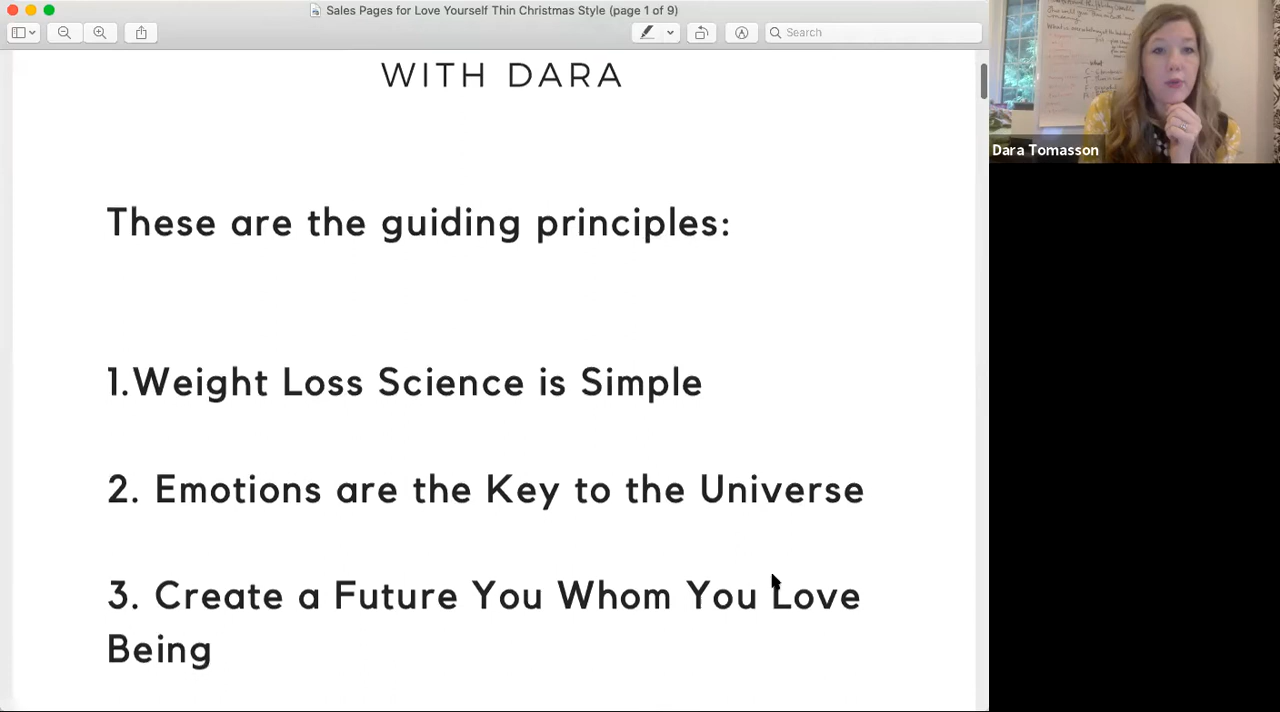 Sales Pages for Love Yourself Thin Christmas Style (page 1 of 9)
Search
WITH DARA
These are the guiding principles:
1.Weight Loss Science is Simple
2. Emotions are the Key to the Universe
3. Create a Future You Whom You Love
Being
Dara Tomasson